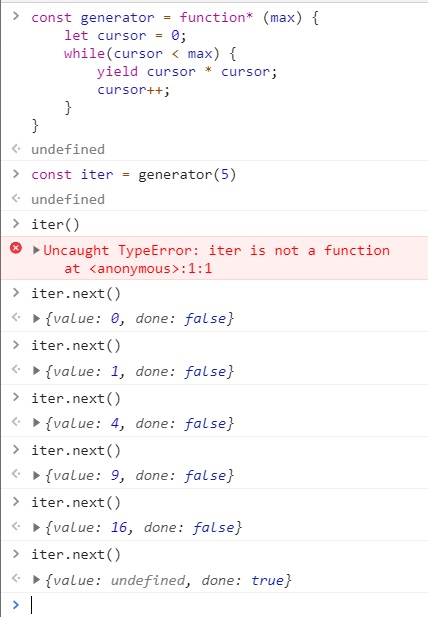 > const generator = function* (max) {
let cursor = 0;
while(cursor < max) {
yield cursor * cursor;
cursor++;
}
}
undefined
> const iter = generator(5)
undefined
> iter()
Uncaught TypeError: iter is not a function
at <anonymous>:1:1
> iter.next()
{value: 0, done: false}
> iter.next()
{value: 1, done: false}
> iter.next()
{value: 4, done: false}
> iter.next()
{value: 9, done: false}
> iter.next()
{value: 16, done: false}
> iter.next()
{value: undefined, done: true}
>